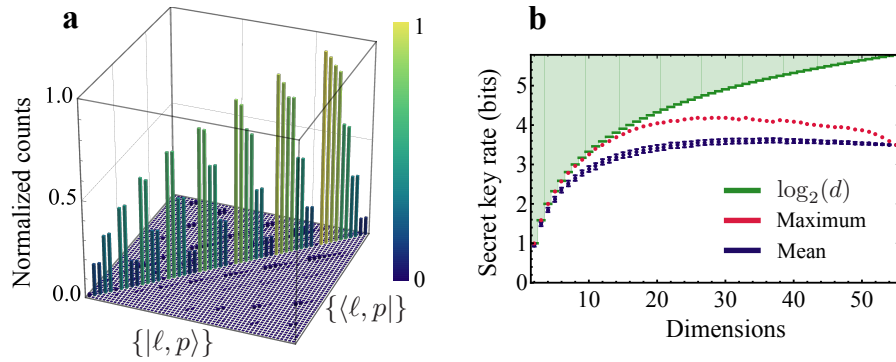 a
1
0
Normalized counts
1.0
0.5
0.0
{|ℓ, p⟩}
{⟨ℓ, p|}
b
Secret key rate (bits)
5
4
3
2
1
0
log₂(d)
Maximum
Mean
10 20 30 40 50
Dimensions